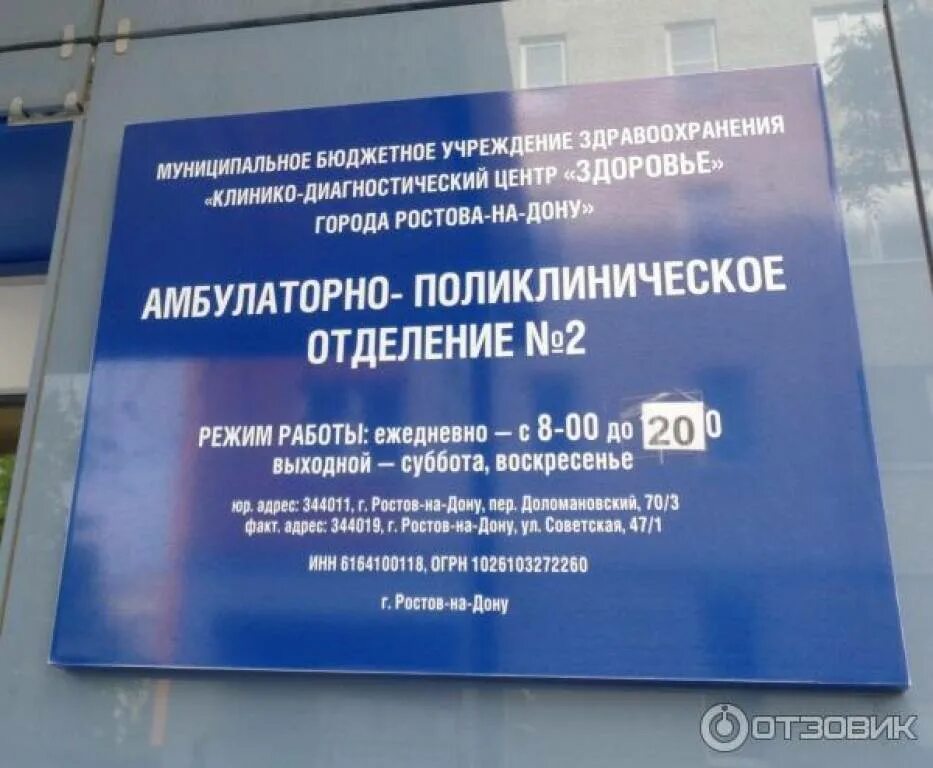 МУНИЦИПАЛЬНОЕ БЮДЖЕТНОЕ УЧРЕЖДЕНИЕ ЗДРАВООХРАНЕНИЯ
«КЛИНИКО-ДИАГНОСТИЧЕСКИЙ ЦЕНТР «ЗДОРОВЬЕ»
ГОРОДА РОСТОВА-НА-ДОНУ»
АМБУЛАТОРНО- ПОЛИКЛИНИЧЕСКОЕ
ОТДЕЛЕНИЕ №2
РЕЖИМ РАБОТЫ: ежедневно – с 8-00 до 20 0
выходной – суббота, воскресенье
юр. адрес: 344011, г. Ростов-на-Дону, пер. Доломановский, 70/3
факт. адрес: 344019, г. Ростов-на-Дону, ул. Советская, 47/1
ИНН 6164100118, ОГРН 1026103272260
г. Ростов-на-Дону
ОТЗОВИК